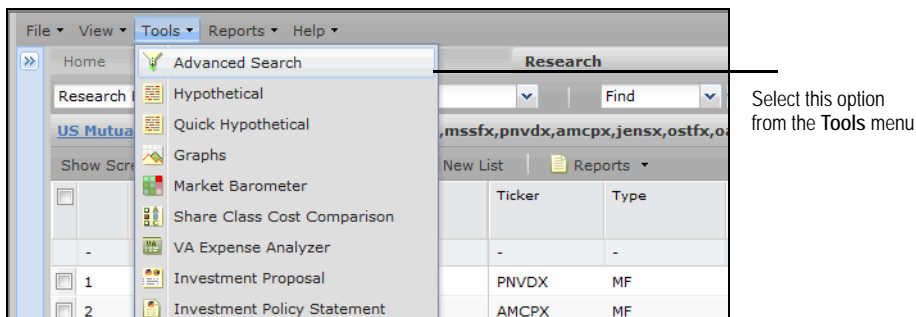 File View Tools Reports Help
Home Advanced Search Research
Research Hypothetical Find
US Mutua Quick Hypothetical ,mssfx,pnvdx,amcpx,jensx,ostfx,oa
Show Scre Graphs New List Reports
Market Barometer Ticker Type
Share Class Cost Comparison
- VA Expense Analyzer - -
1 Investment Proposal PNVDX MF
2 Investment Policy Statement AMCPX MF
Select this option
from the Tools menu